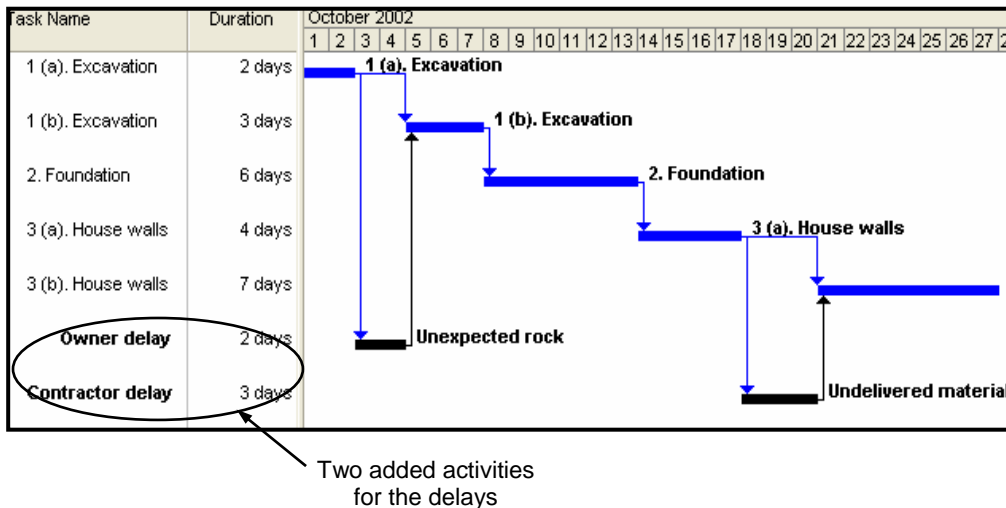 Task Name Duration October 2002
1 2 3 4 5 6 7 8 9 10 11 12 13 14 15 16 17 18 19 20 21 22 23 24 25 26 27 2
1 (a). Excavation 2 days 1 (a). Excavation
1 (b). Excavation 3 days 1 (b). Excavation
2. Foundation 6 days 2. Foundation
3 (a). House walls 4 days 3 (a). House walls
3 (b). House walls 7 days
Owner delay 2 days Unexpected rock
Contractor delay 3 days Undelivered material
Two added activities
for the delays